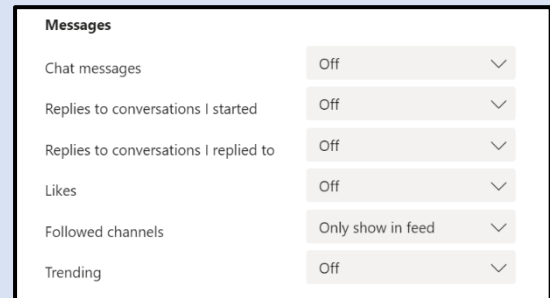 Messages
Chat messages Off
Replies to conversations I started Off
Replies to conversations I replied to Off
Likes Off
Followed channels Only show in feed
Trending Off